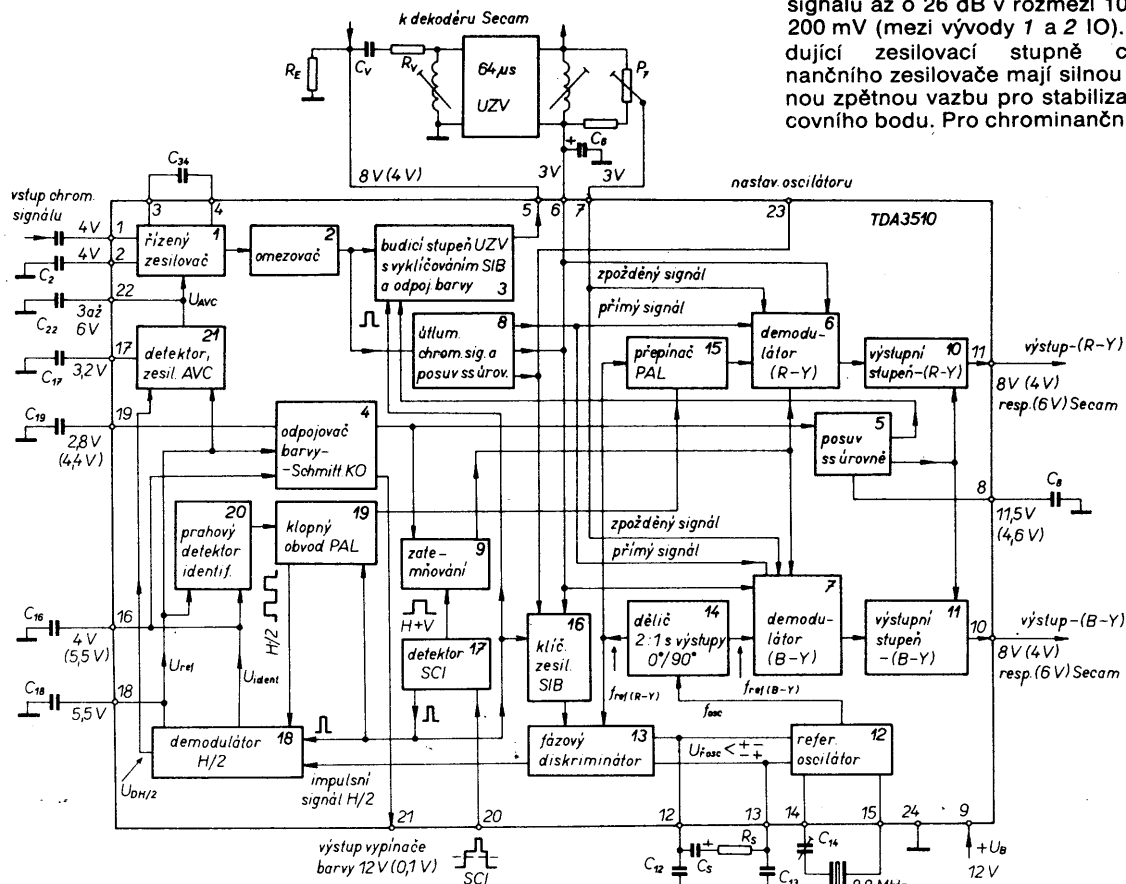 signálu až o 26 dB v rozmezí 10
200 mV (mezi vývody 1 a 2 IO).
dující zesilovací stupně c
nančního zesilovače mají silnou
nou zpětnou vazbu pro stabiliza
covního bodu. Pro chrominančn
k dekodéru Secam
R_E
C_V
R_V
64 µs
UZV
P_7
C_6
8V (4V)
3V
3V
C_34
vstup chrom.
signálu
3
4
5
6
7
nastav. oscilátoru
23
TDA3510
4V
1
4V
2
C_2
22
C_22
3 až
6V
U_AVC
řízený
zesilovač
1
omezovač
2
budicí stupeň UZV
s vyklíčováním SIB
a odpoj. barvy
3
zpožděný signál
přímý signál
útlum
chrom. sig. a
posuv ss úrov.
8
demodu-
látor
(R-Y)
6
přepínač
PAL
15
výstupní
stupeň-(R-Y)
10
11
výstup-(R-Y)
8V (4V)
resp.(6V) Secam
detektor,
zesil. AVC
21
17
3,2V
C_17
19
C_19
2,8V
(4,4V)
odpojovač
barvy-
-Schmitt KO
4
posuv
ss úrovně
5
8
C_8
11,5V
(4,6V)
prahový
detektor
identif.
20
klopný
obvod PAL
19
zatem-
ňování
9
zpožděný signál
přímý signál
H/2
H+V
C_16
16
4V
(5,5V)
U_ref
U_ident
C_18
18
5,5V
detektor
SCI
17
klíč.
zesil.
SIB
16
dělič
2:1 s výstupy
0°/90°
14
demodu-
látor
(B-Y)
7
výstupní
stupeň
-(B-Y)
11
10
výstup-(B-Y)
8V (4V)
resp.(6V) Secam
f_ref(R-Y)
f_ref(B-Y)
f_osc
demodulátor
H/2
18
U_DH/2
impulsní
signál H/2
fázový
diskriminátor
13
U_řosc < + -
- +
refer.
oscilátor
12
21
20
12
13
14
15
24
9
výstup vypínače
barvy 12V (0,1 V)
SCI
C_12
C_S
R_S
C_13
C_14
+U_B
12V